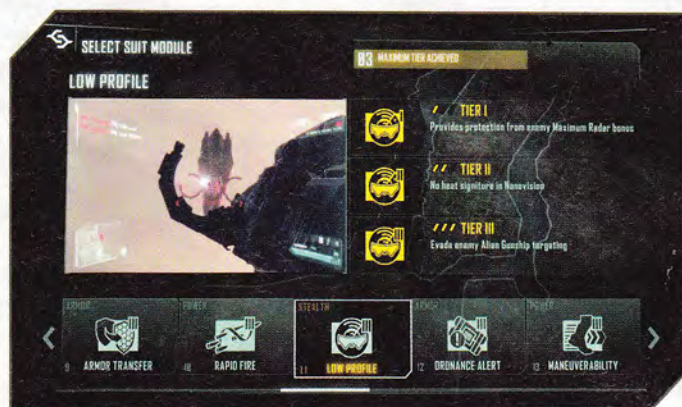 SELECT SUIT MODULE
03 MAXIMUM TIER ACHIEVED
LOW PROFILE
TIER I
Provides protection from enemy Maximum Radar bonus
TIER II
No heat signiture in Nanovision
TIER III
Evade enemy Alien Gunship targeting
ARMOR
POWER
STEALTH
ARMOR
POWER
9 ARMOR TRANSFER
10 RAPID FIRE
11 LOW PROFILE
12 ORDNANCE ALERT
13 MANEUVERABILITY